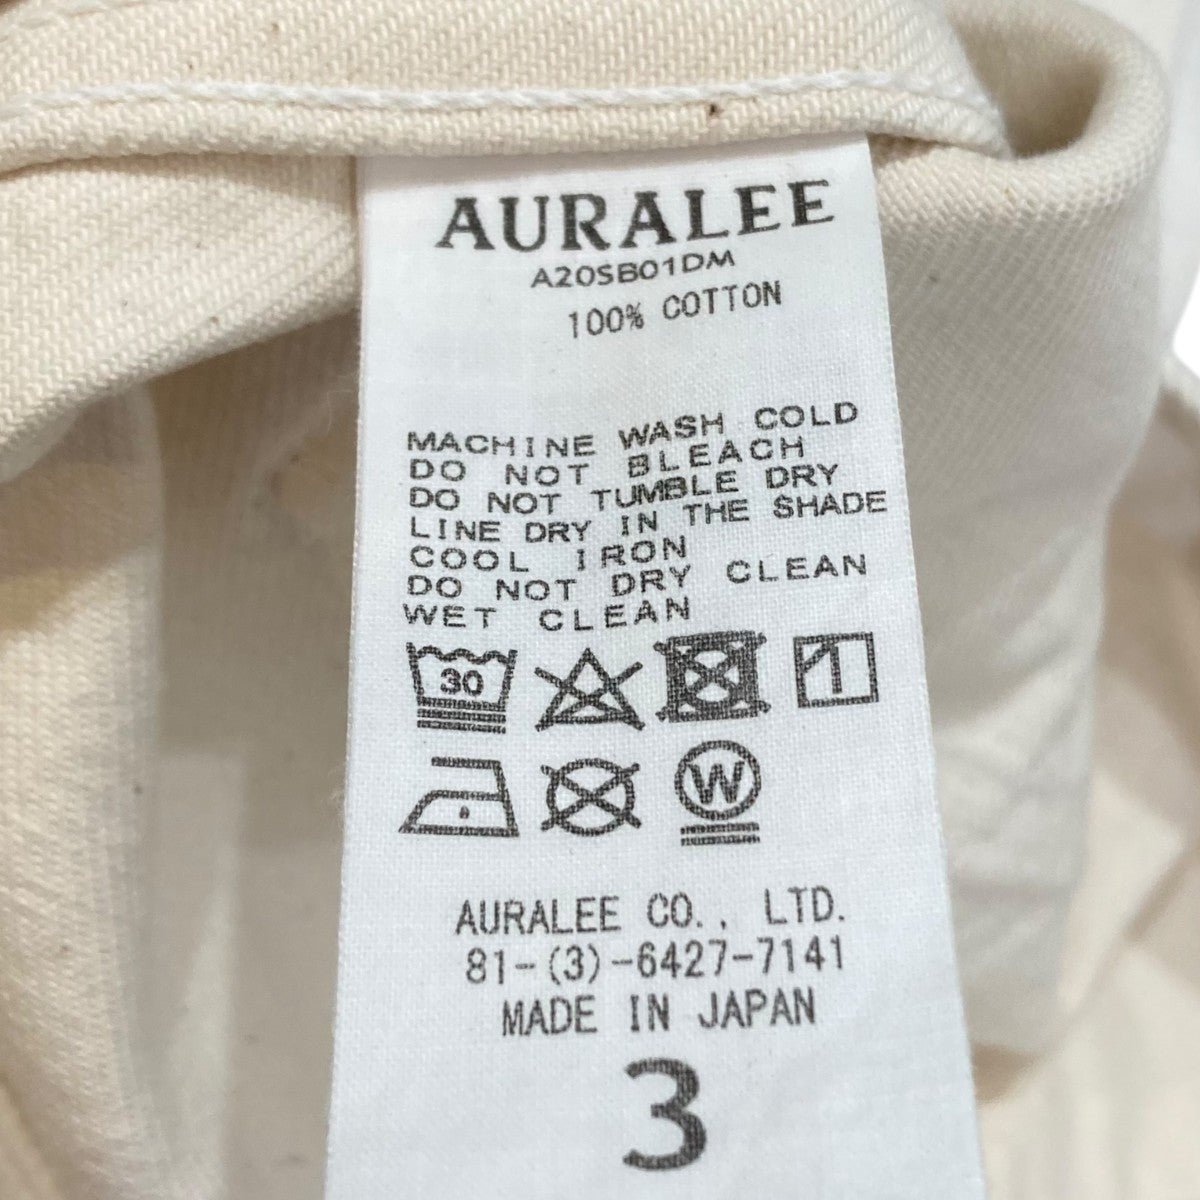 AURALEE
A20SB01DM
100% COTTON
MACHINE WASH COLD
DO NOT BLEACH
DO NOT TUMBLE DRY
LINE DRY IN THE SHADE
COOL IRON
DO NOT DRY CLEAN
WET CLEAN
30
W
AURALEE CO., LTD.
81-(3)-6427-7141
MADE IN JAPAN
3